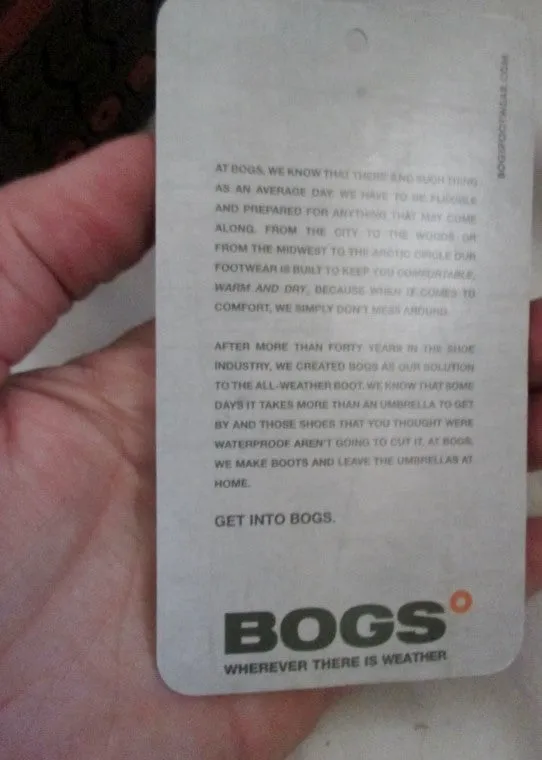 BOGSFOOTWEAR.COM
AT BOGS, WE KNOW THAT THERE AND SUCH THING
AS AN AVERAGE DAY. WE HAVE TO BE FLEXIBLE
AND PREPARED FOR ANYTHING THAT MAY COME
ALONG. FROM THE CITY TO THE WOODS OR
FROM THE MIDWEST TO THE ARCTIC CIRCLE OUR
FOOTWEAR IS BUILT TO KEEP YOU COMFORTABLE,
WARM AND DRY, BECAUSE WHEN IT COMES TO
COMFORT, WE SIMPLY DON'T MESS AROUND.
AFTER MORE THAN FORTY YEARS IN THE SHOE
INDUSTRY, WE CREATED BOGS AS OUR SOLUTION
TO THE ALL-WEATHER BOOT. WE KNOW THAT SOME
DAYS IT TAKES MORE THAN AN UMBRELLA TO GET
BY AND THOSE SHOES THAT YOU THOUGHT WERE
WATERPROOF AREN'T GOING TO CUT IT. AT BOGS,
WE MAKE BOOTS AND LEAVE THE UMBRELLAS AT
HOME.
GET INTO BOGS.
BOGS
WHEREVER THERE IS WEATHER